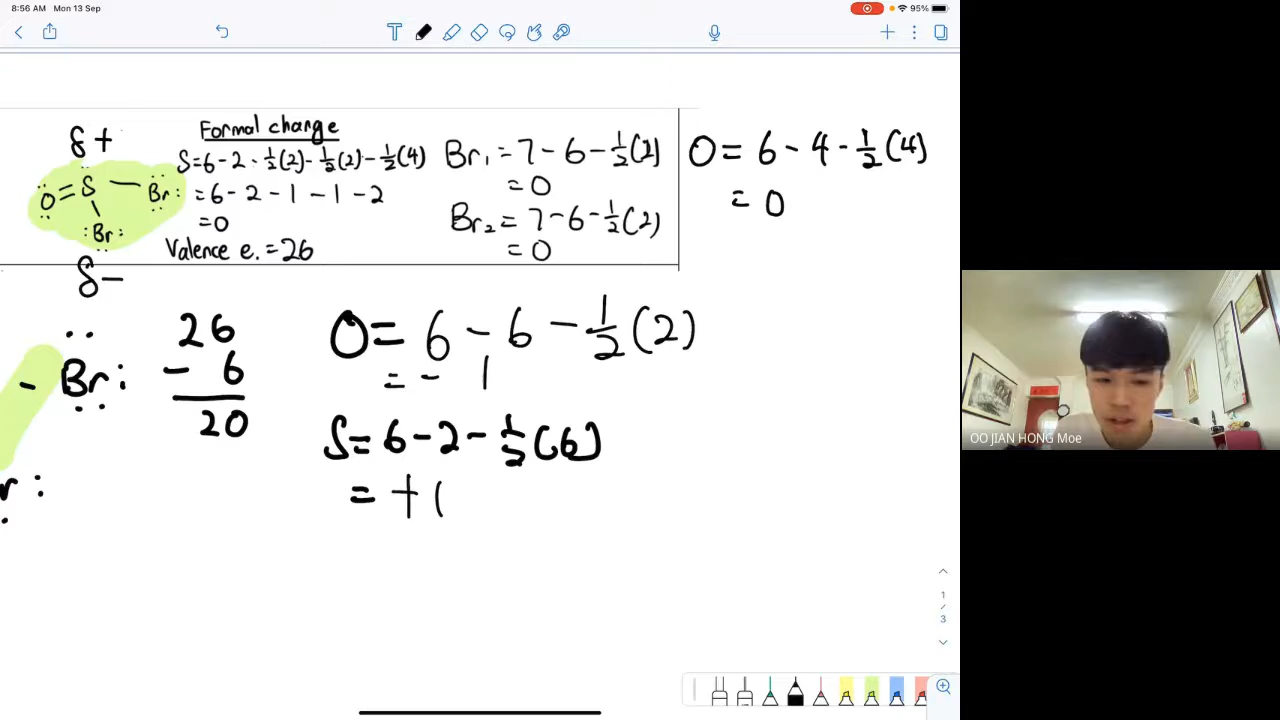 8:56 AM Mon 13 Sep
95%
δ+
O=S—Br:
:Br:
δ-
Formal change
S=6-2-½(2)-½(2)-½(4)
=6-2-1-1-2
=0
Valence e.=26
Br₁=7-6-½(2)
=0
Br₂=7-6-½(2)
=0
O=6-4-½(4)
=0
-Br:
r:
26
-6
20
O=6-6-½(2)
=-1
S=6-2-½(6)
=+1
OO JIAN HONG Moe
1
/
3